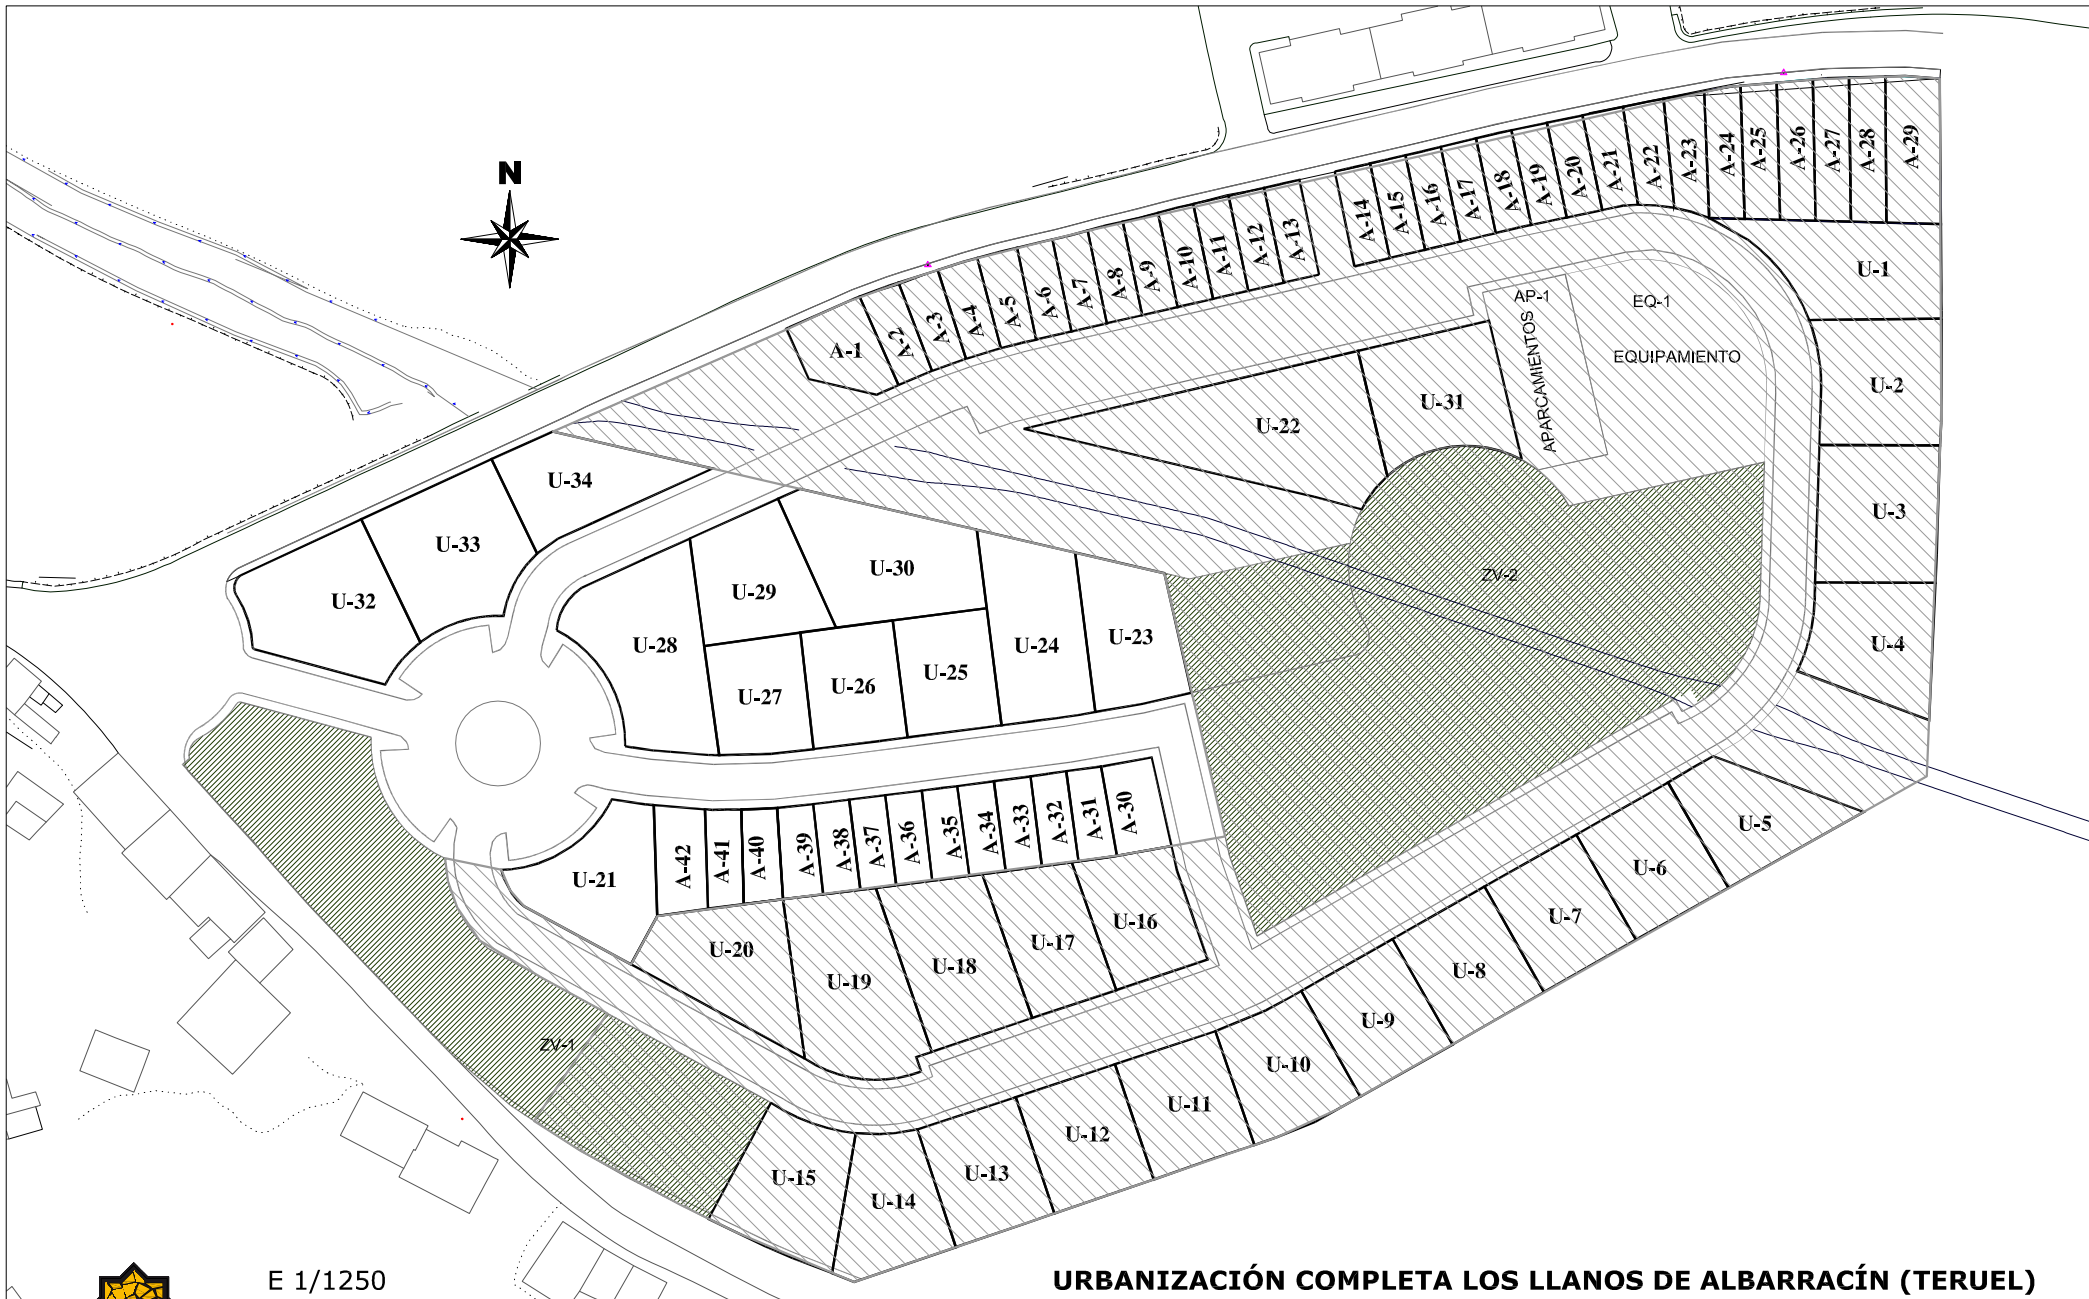 N
A-1
A-2
A-3
A-4
A-5
A-6
A-7
A-8
A-9
A-10
A-11
A-12
A-13
A-14
A-15
A-16
A-17
A-18
A-19
A-20
A-21
A-22
A-23
A-24
A-25
A-26
A-27
A-28
A-29
U-1
U-2
U-3
U-4
AP-1
APARCAMIENTOS
EQ-1
EQUIPAMIENTO
U-31
U-22
ZV-2
U-34
U-33
U-32
U-30
U-29
U-28
U-27
U-26
U-25
U-24
U-23
U-21
A-42
A-41
A-40
A-39
A-38
A-37
A-36
A-35
A-34
A-33
A-32
A-31
A-30
U-20
U-19
U-18
U-17
U-16
U-5
U-6
U-7
U-8
U-9
U-10
U-11
U-12
U-13
U-14
U-15
ZV-1
E 1/1250
URBANIZACIÓN COMPLETA LOS LLANOS DE ALBARRACÍN (TERUEL)